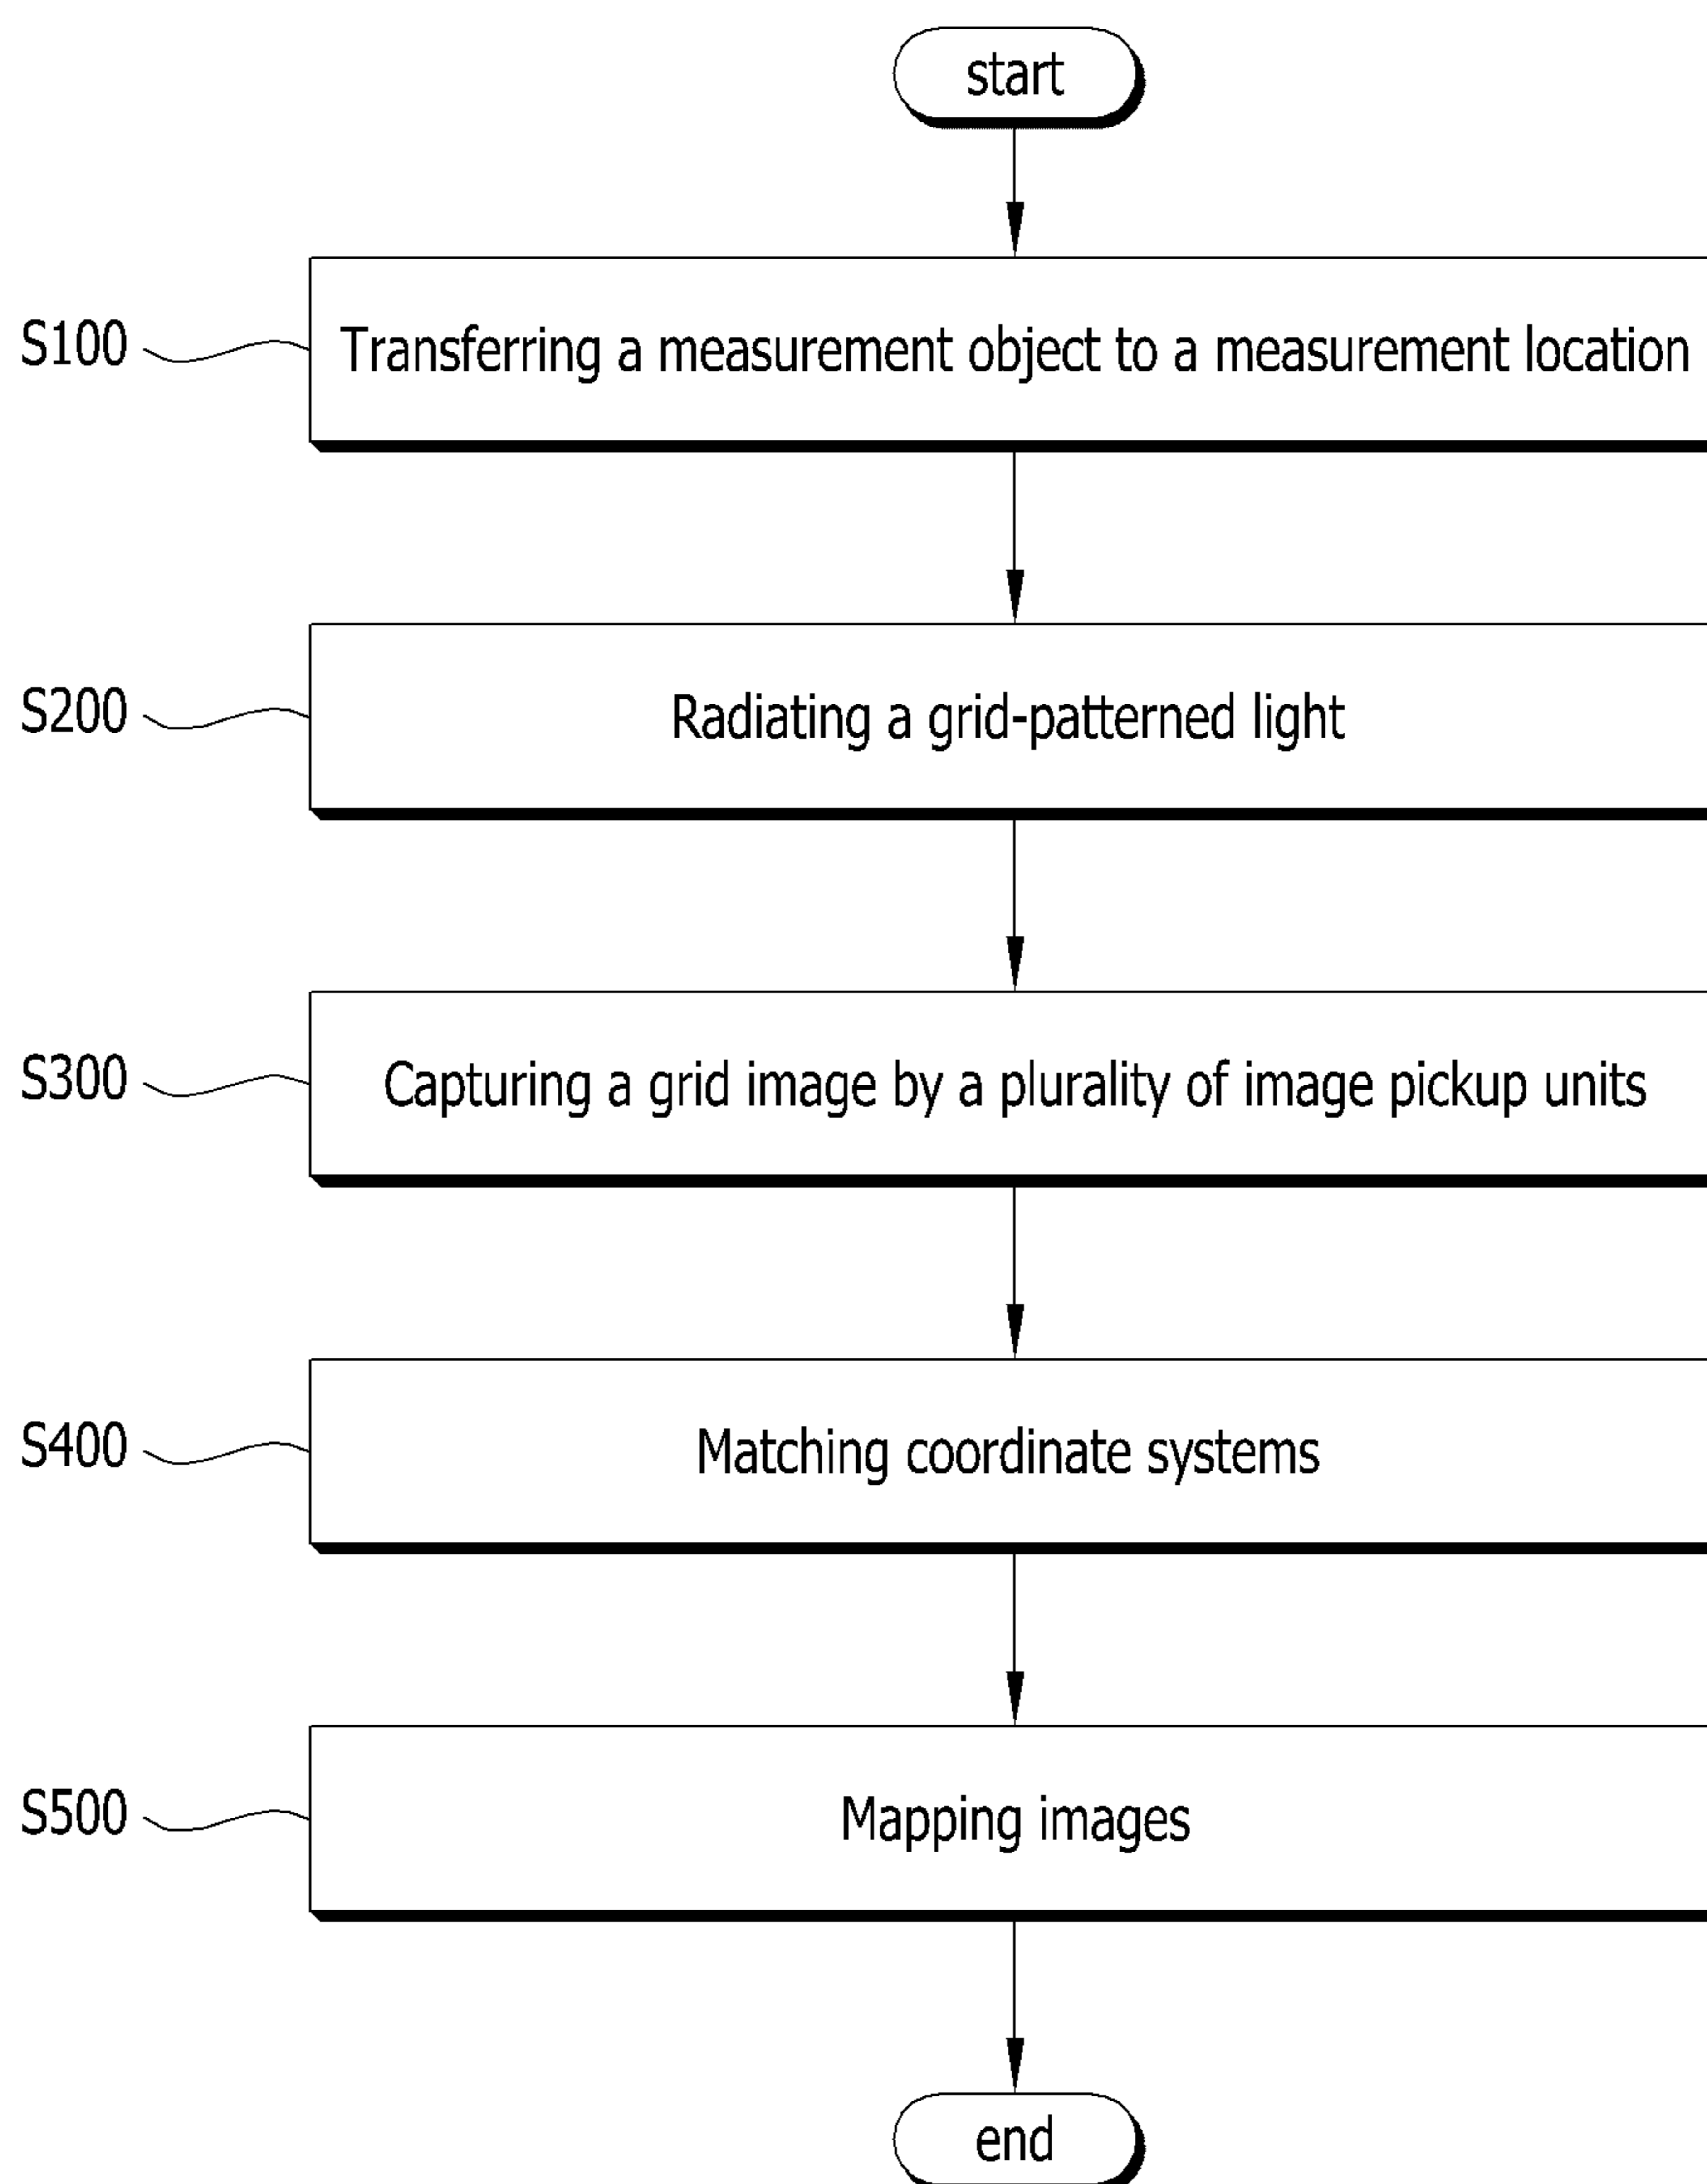 start
S100 Transferring a measurement object to a measurement location
S200 Radiating a grid-patterned light
S300 Capturing a grid image by a plurality of image pickup units
S400 Matching coordinate systems
S500 Mapping images
end